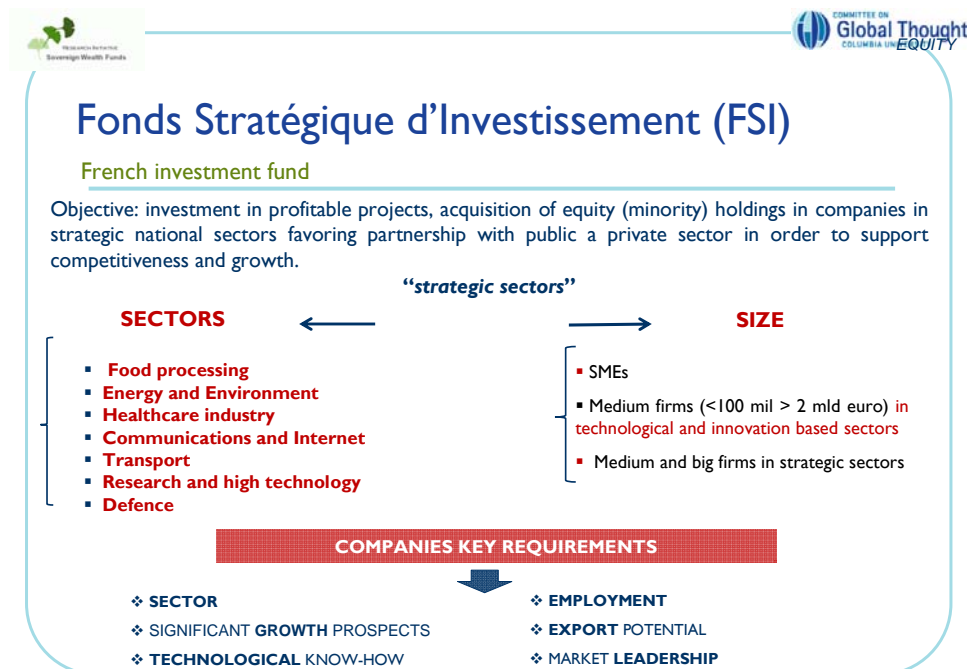 RESEARCH INITIATIVE
Sovereign Wealth Funds
COMMITTEE ON
Global Thought
COLUMBIA UN
EQUITY
Fonds Stratégique d’Investissement (FSI)
French investment fund
Objective: investment in profitable projects, acquisition of equity (minority) holdings in companies in
strategic national sectors favoring partnership with public a private sector in order to support
competitiveness and growth.
“strategic sectors”
SECTORS
▪ Food processing
▪ Energy and Environment
▪ Healthcare industry
▪ Communications and Internet
▪ Transport
▪ Research and high technology
▪ Defence
SIZE
▪ SMEs
▪ Medium firms (<100 mil > 2 mld euro) in
technological and innovation based sectors
▪ Medium and big firms in strategic sectors
COMPANIES KEY REQUIREMENTS
❖ SECTOR
❖ SIGNIFICANT GROWTH PROSPECTS
❖ TECHNOLOGICAL KNOW-HOW
❖ EMPLOYMENT
❖ EXPORT POTENTIAL
❖ MARKET LEADERSHIP